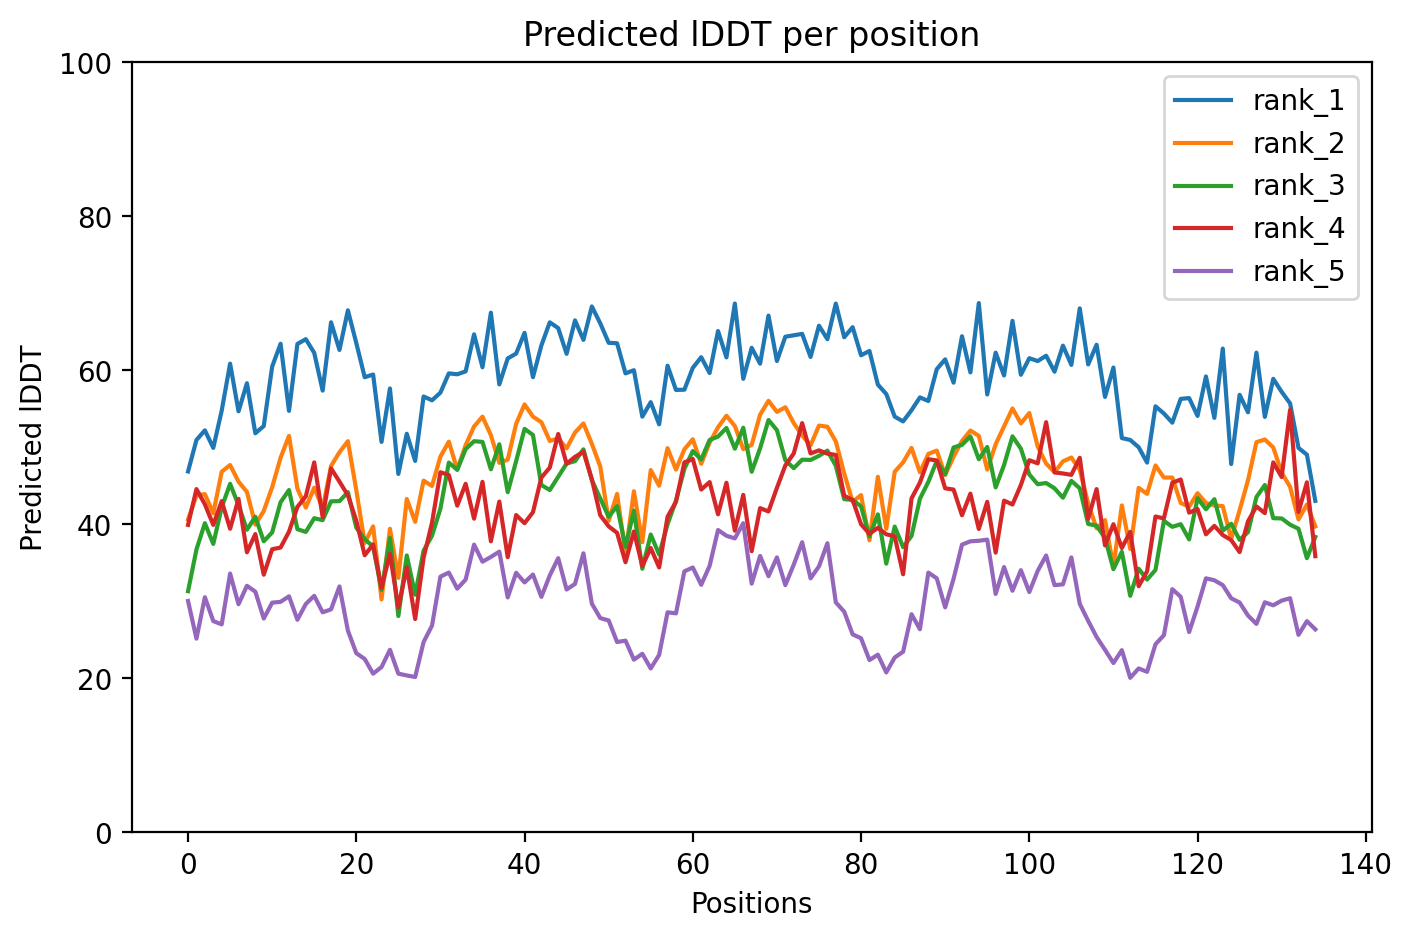 Predicted lDDT per position
100
80
60
40
20
0
Predicted lDDT
rank_1
rank_2
rank_3
rank_4
rank_5
0 20 40 60 80 100 120 140
Positions